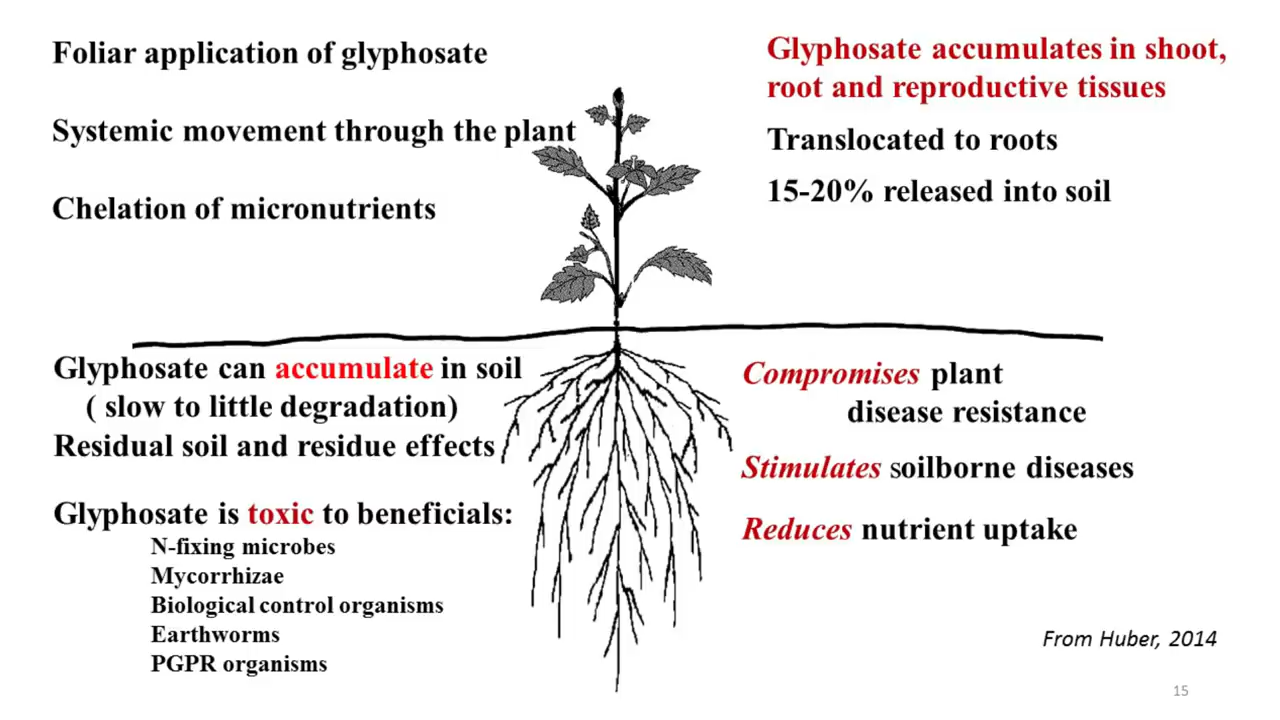 Foliar application of glyphosate
Systemic movement through the plant
Chelation of micronutrients
Glyphosate accumulates in shoot,
root and reproductive tissues
Translocated to roots
15-20% released into soil
Glyphosate can accumulate in soil
( slow to little degradation)
Residual soil and residue effects
Glyphosate is toxic to beneficials:
N-fixing microbes
Mycorrhizae
Biological control organisms
Earthworms
PGPR organisms
Compromises plant
disease resistance
Stimulates soilborne diseases
Reduces nutrient uptake
From Huber, 2014
15